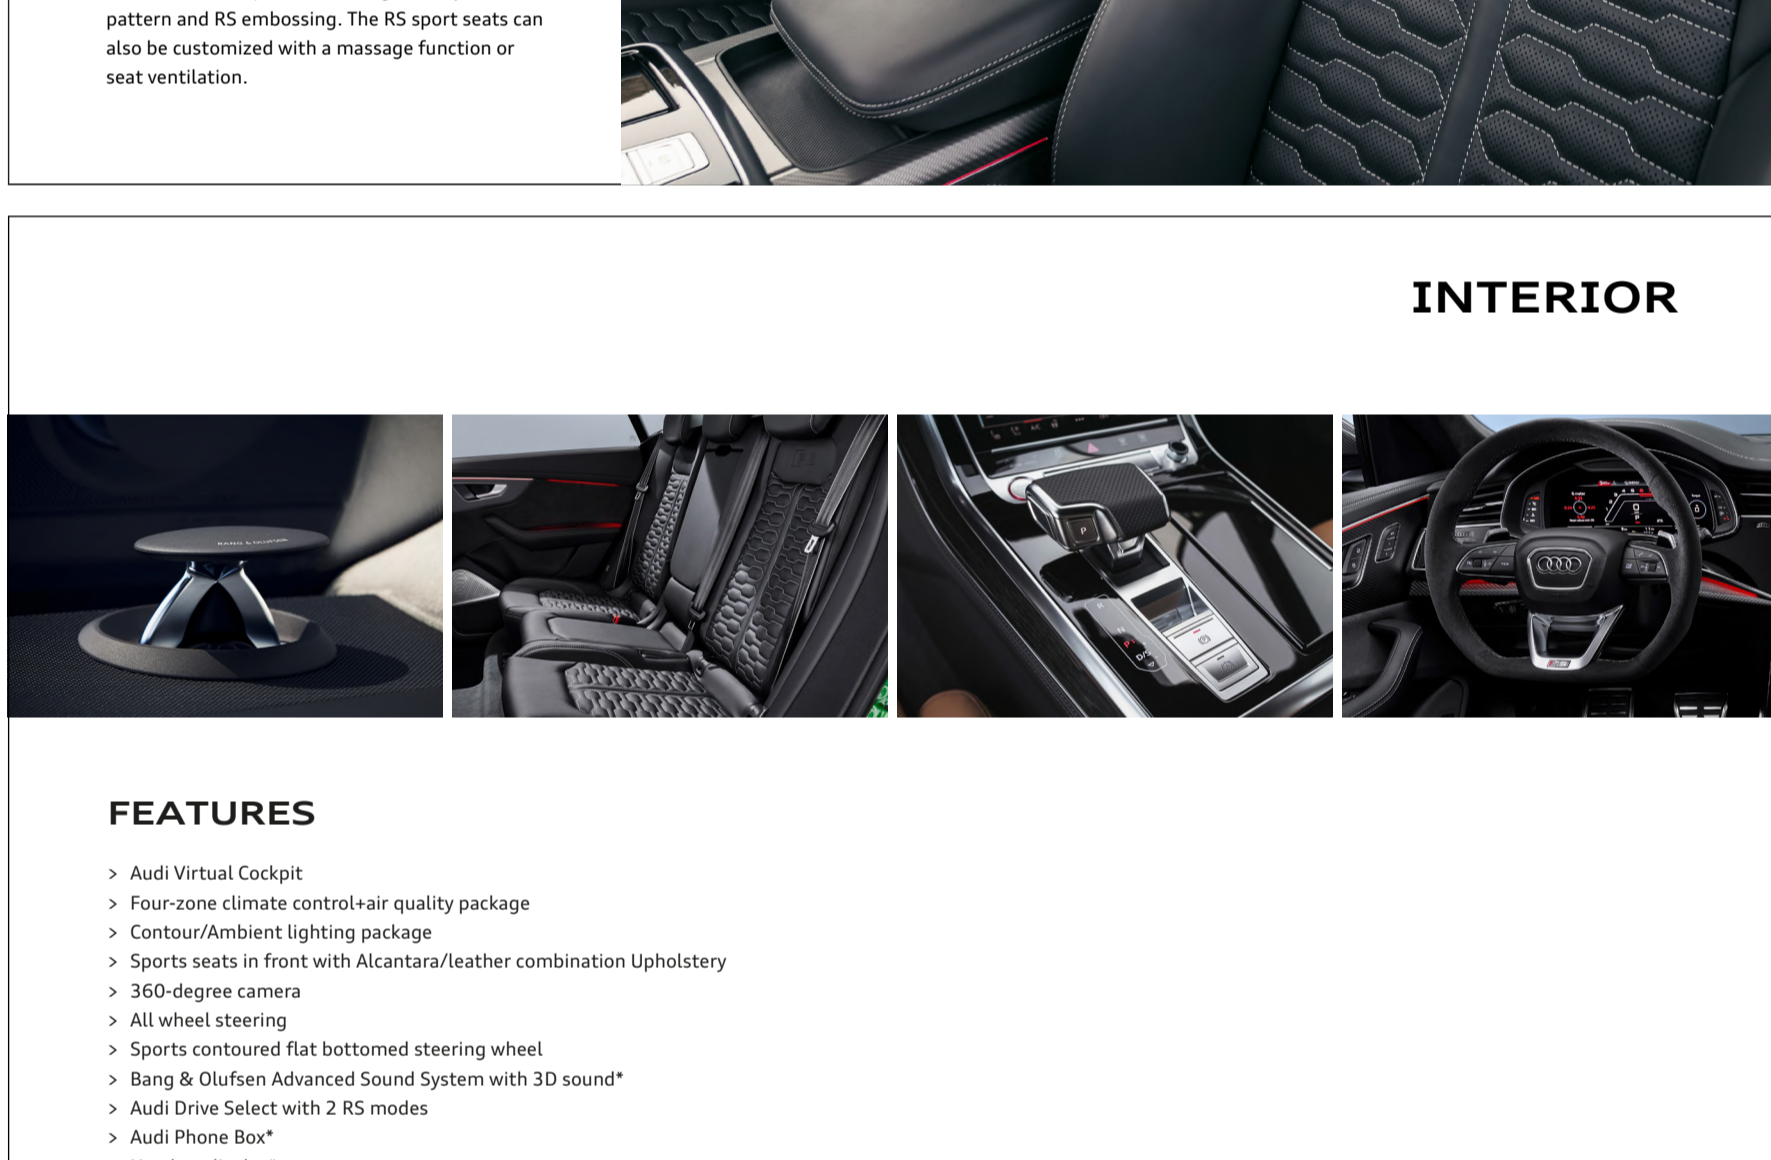 pattern and RS embossing. The RS sport seats can
also be customized with a massage function or
seat ventilation.
INTERIOR
BANG & OLUFSEN
P
R
N
P
D/S
FEATURES
> Audi Virtual Cockpit
> Four-zone climate control+air quality package
> Contour/Ambient lighting package
> Sports seats in front with Alcantara/leather combination Upholstery
> 360-degree camera
> All wheel steering
> Sports contoured flat bottomed steering wheel
> Bang & Olufsen Advanced Sound System with 3D sound*
> Audi Drive Select with 2 RS modes
> Audi Phone Box*